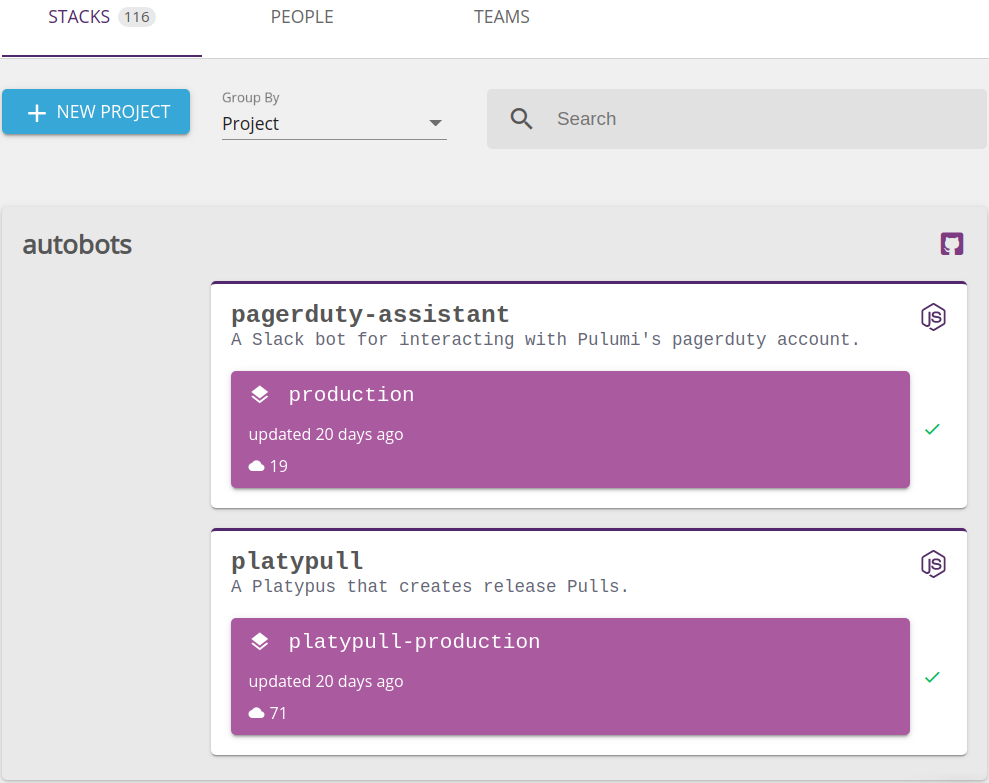 STACKS 116 PEOPLE TEAMS
Group By
NEW PROJECT Project Search
autobots
pagerduty-assistant JS
A Slack bot for interacting with Pulumi's pagerduty account.
production
updated 20 days ago
19
platypull JS
A Platypus that creates release Pulls.
platypull-production
updated 20 days ago
71